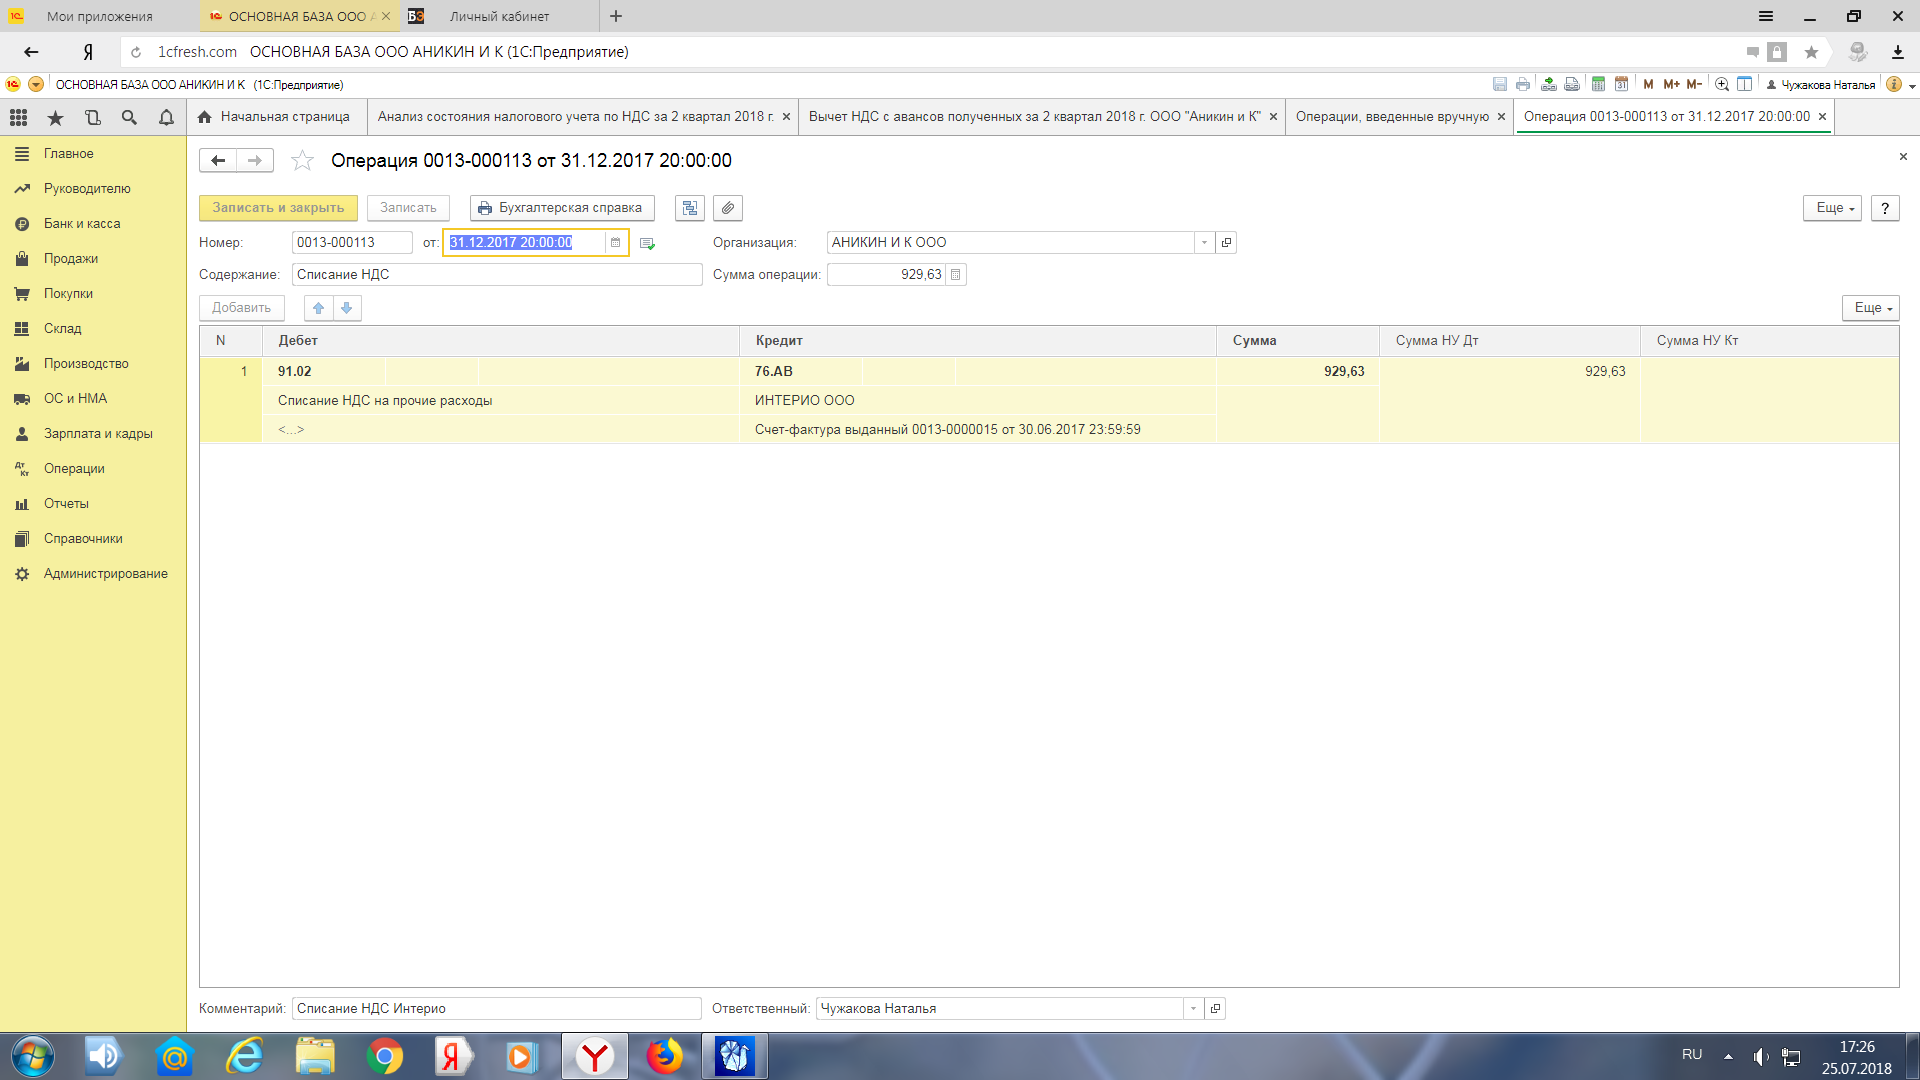 Мои приложения
ОСНОВНАЯ БАЗА ООО А
БЭ
Личный кабинет
Я
1cfresh.com ОСНОВНАЯ БАЗА ООО АНИКИН И К (1С:Предприятие)
ОСНОВНАЯ БАЗА ООО АНИКИН И К (1С:Предприятие)
M M+ M-
Чужакова Наталья
Начальная страница
Анализ состояния налогового учета по НДС за 2 квартал 2018 г.
Вычет НДС с авансов полученных за 2 квартал 2018 г. ООО "Аникин и К"
Операции, введенные вручную
Операция 0013-000113 от 31.12.2017 20:00:00
Главное
Руководителю
Банк и касса
Продажи
Покупки
Склад
Производство
ОС и НМА
Зарплата и кадры
Операции
Отчеты
Справочники
Администрирование
Операция 0013-000113 от 31.12.2017 20:00:00
Записать и закрыть
Записать
Бухгалтерская справка
Еще
?
Номер: 0013-000113 от: 31.12.2017 20:00:00
Организация: АНИКИН И К ООО
Содержание: Списание НДС
Сумма операции: 929,63
Добавить
Еще
N Дебет Кредит Сумма Сумма НУ Дт Сумма НУ Кт
1 91.02 76.АВ 929,63 929,63
Списание НДС на прочие расходы ИНТЕРИО ООО
<...> Счет-фактура выданный 0013-0000015 от 30.06.2017 23:59:59
Комментарий: Списание НДС Интерио
Ответственный: Чужакова Наталья
RU
17:26
25.07.2018